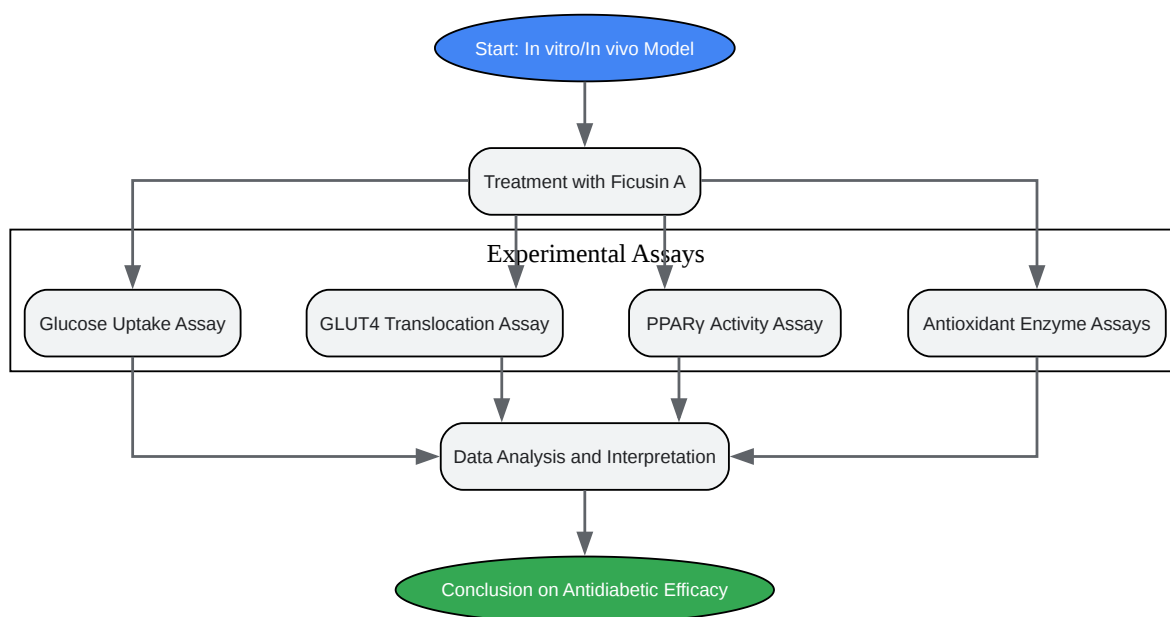 Start: In vitro/In vivo Model
Treatment with Ficusin A
Experimental Assays
Glucose Uptake Assay
GLUT4 Translocation Assay
PPARγ Activity Assay
Antioxidant Enzyme Assays
Data Analysis and Interpretation
Conclusion on Antidiabetic Efficacy